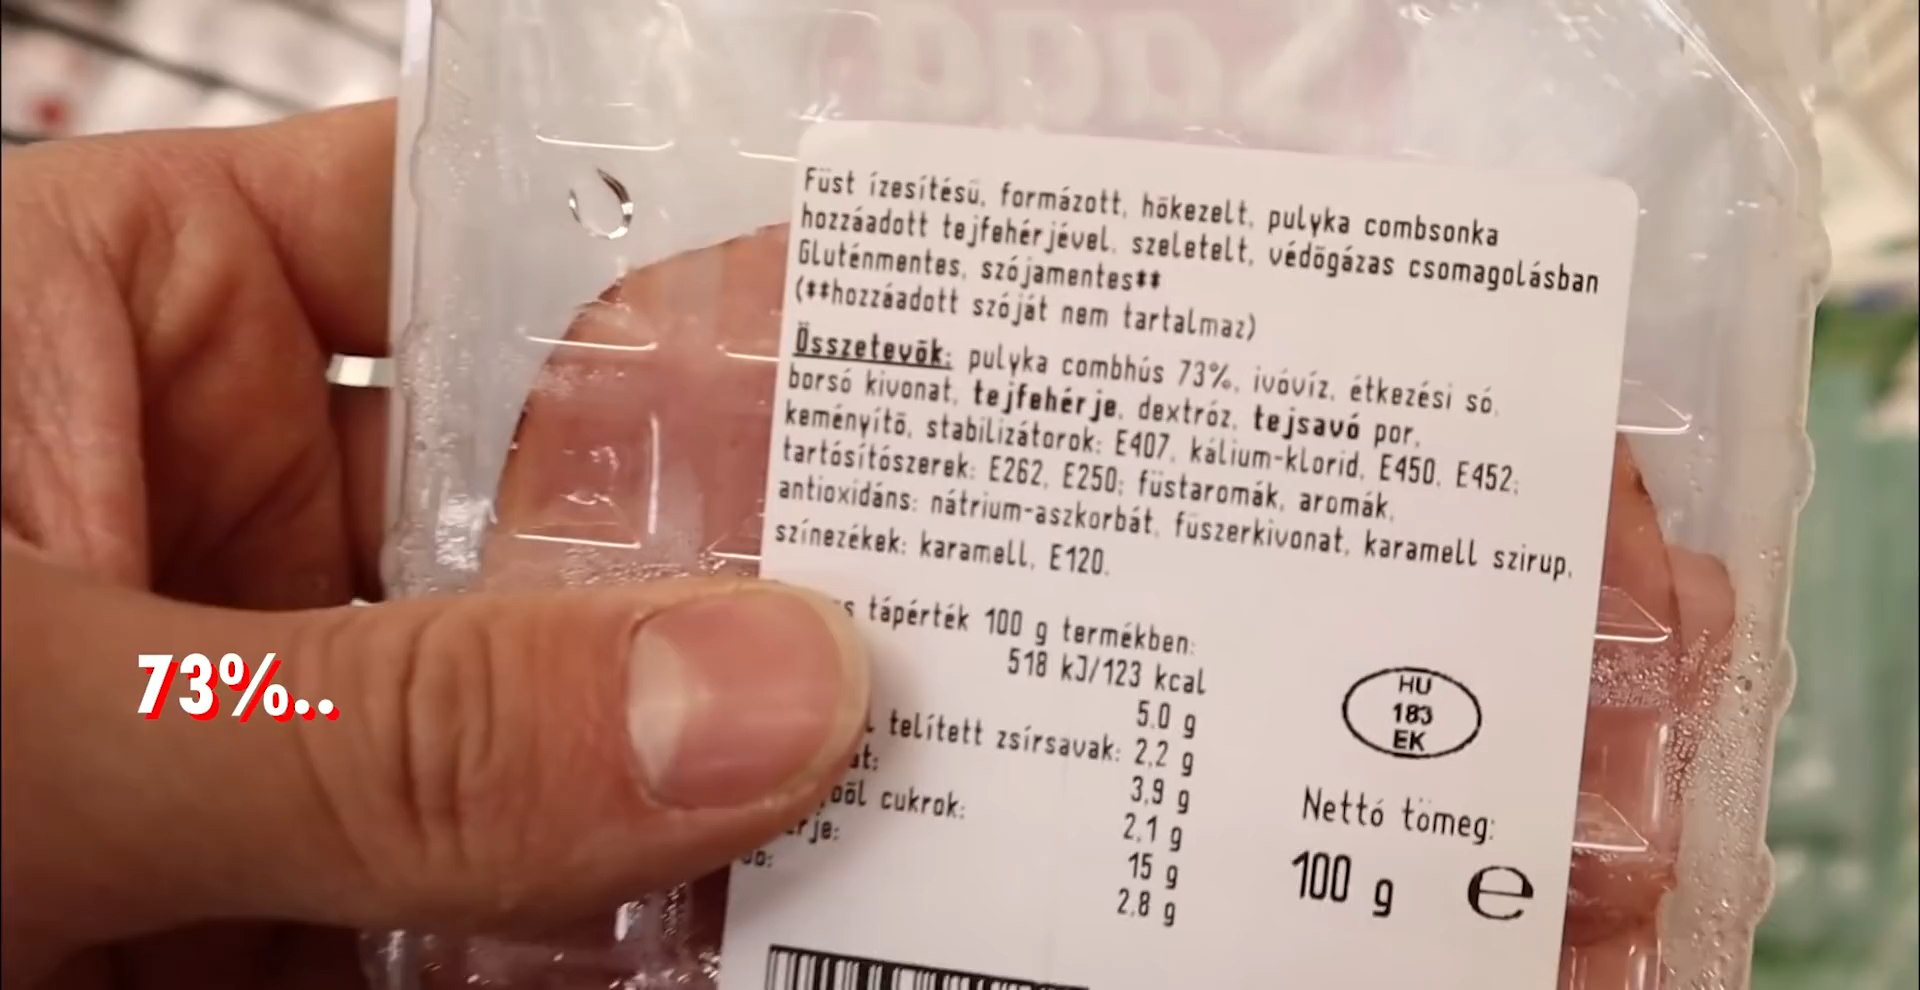 Füst ízesítésű, formázott, hőkezelt, pulyka combsonka
hozzáadott tejfehérjével, szeletelt, védőgázas csomagolásban
Gluténmentes, szójamentes**
(**hozzáadott szóját nem tartalmaz)
Összetevők: pulyka combhús 73%, ivóvíz, étkezési só,
borsó kivonat, tejfehérje, dextróz, tejsavó por,
keményítő, stabilizátorok: E407, kálium-klorid, E450, E452;
tartósítószerek: E262, E250; füstaromák, aromák,
antioxidáns: nátrium-aszkorbát, fűszerkivonat, karamell szirup,
színezékek: karamell, E120.
tápérték 100 g termékben:
518 kJ/123 kcal
5.0 g
telített zsírsavak: 2,2 g
3,9 g
cukrok: 2,1 g
15 g
2,8 g
HU
183
EK
Nettó tömeg:
100 g e
73%..